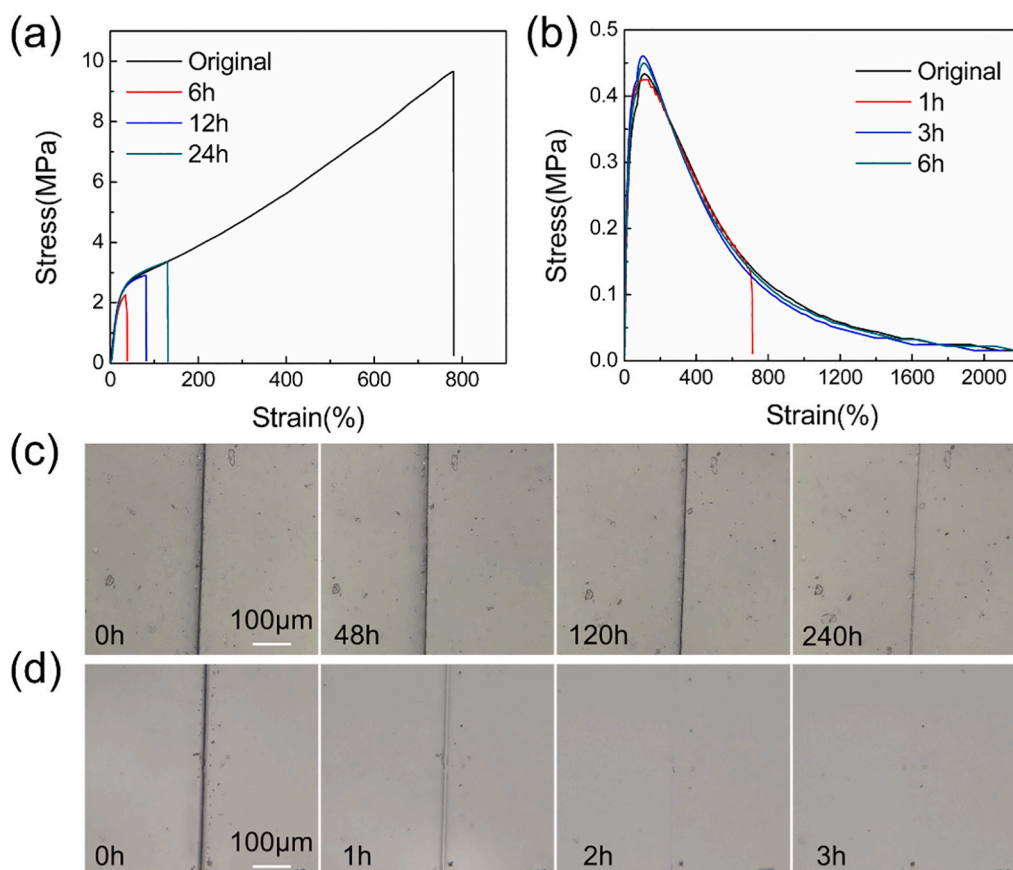 (a)
Original
6h
12h
24h
10
8
6
4
2
0
0
200
400
600
800
Stress(MPa)
Strain(%)
(b)
Original
1h
3h
6h
0.5
0.4
0.3
0.2
0.1
0.0
0
400
800
1200
1600
2000
Stress(MPa)
Strain(%)
(c)
0h
100μm
48h
120h
240h
(d)
0h
100μm
1h
2h
3h